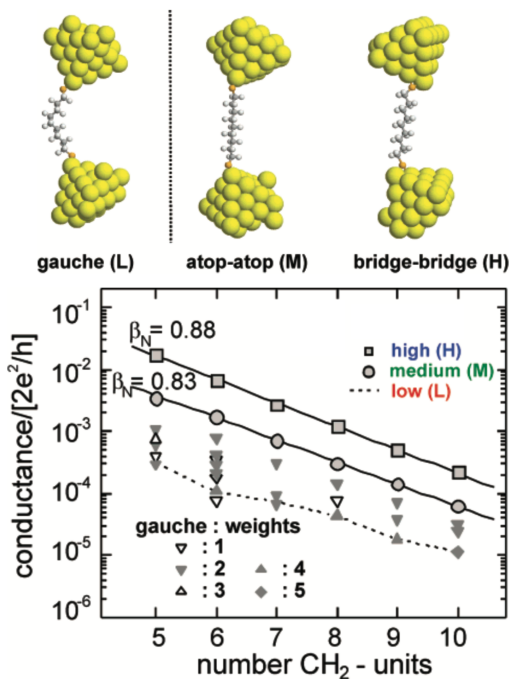 gauche (L) atop-atop (M) bridge-bridge (H)
10⁻¹
10⁻²
10⁻³
10⁻⁴
10⁻⁵
10⁻⁶
conductance/[2e²/h]
βN= 0.88
βN= 0.83
high (H)
medium (M)
low (L)
gauche : weights
: 1
: 2 : 4
: 3 : 5
5 6 7 8 9 10
number CH₂ - units